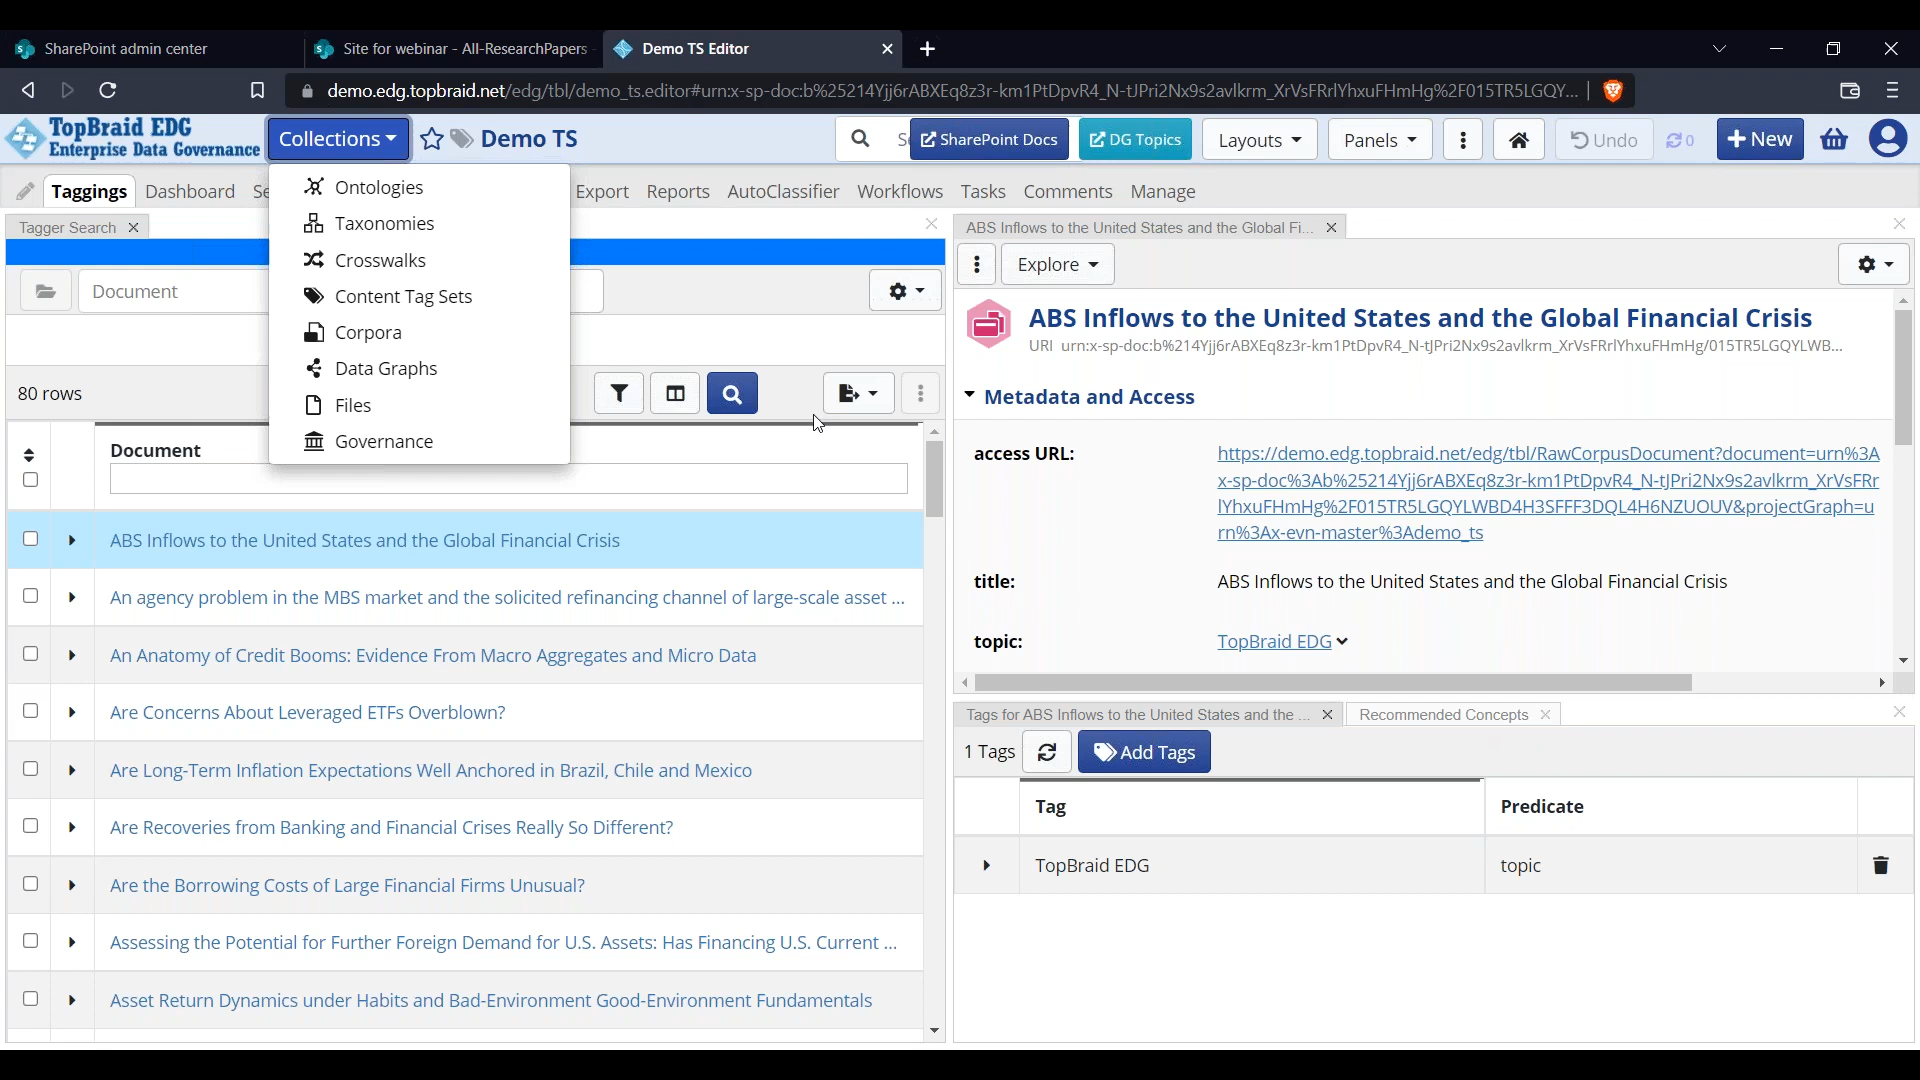 SharePoint admin center
Site for webinar - All-ResearchPapers -
Demo TS Editor
demo.edg.topbraid.net/edg/tbl/demo_ts.editor#urn:x-sp-doc:b%25214Yjj6rABXEq8z3r-km1PtDpvR4_N-tJPri2Nx9s2avlkrm_XrVsFRrlYhxuFHmHg%2F015TR5LGQY...
TopBraid EDG
Enterprise Data Governance
Collections
Demo TS
SharePoint Docs
DG Topics
Layouts
Panels
Undo
0
+ New
Taggings
Dashboard
Se
Export
Reports
AutoClassifier
Workflows
Tasks
Comments
Manage
Ontologies
Taxonomies
Crosswalks
Content Tag Sets
Corpora
Data Graphs
Files
Governance
Tagger Search
Document
80 rows
Document
ABS Inflows to the United States and the Global Financial Crisis
An agency problem in the MBS market and the solicited refinancing channel of large-scale asset ...
An Anatomy of Credit Booms: Evidence From Macro Aggregates and Micro Data
Are Concerns About Leveraged ETFs Overblown?
Are Long-Term Inflation Expectations Well Anchored in Brazil, Chile and Mexico
Are Recoveries from Banking and Financial Crises Really So Different?
Are the Borrowing Costs of Large Financial Firms Unusual?
Assessing the Potential for Further Foreign Demand for U.S. Assets: Has Financing U.S. Current ...
Asset Return Dynamics under Habits and Bad-Environment Good-Environment Fundamentals
ABS Inflows to the United States and the Global Fi...
Explore
ABS Inflows to the United States and the Global Financial Crisis
URI urn:x-sp-doc:b%214Yjj6rABXEq8z3r-km1PtDpvR4_N-tJPri2Nx9s2avlkrm_XrVsFRrlYhxuFHmHg/015TR5LGQYLWB...
Metadata and Access
access URL:
https://demo.edg.topbraid.net/edg/tbl/RawCorpusDocument?document=urn%3A
x-sp-doc%3Ab%25214Yjj6rABXEq8z3r-km1PtDpvR4_N-tJPri2Nx9s2avlkrm_XrVsFRr
lYhxuFHmHg%2F015TR5LGQYLWBD4H3SFFF3DQL4H6NZUOUV&projectGraph=u
rn%3Ax-evn-master%3Ademo_ts
title:
ABS Inflows to the United States and the Global Financial Crisis
topic:
TopBraid EDG
Tags for ABS Inflows to the United States and the ...
Recommended Concepts
1 Tags
Add Tags
Tag
Predicate
TopBraid EDG
topic